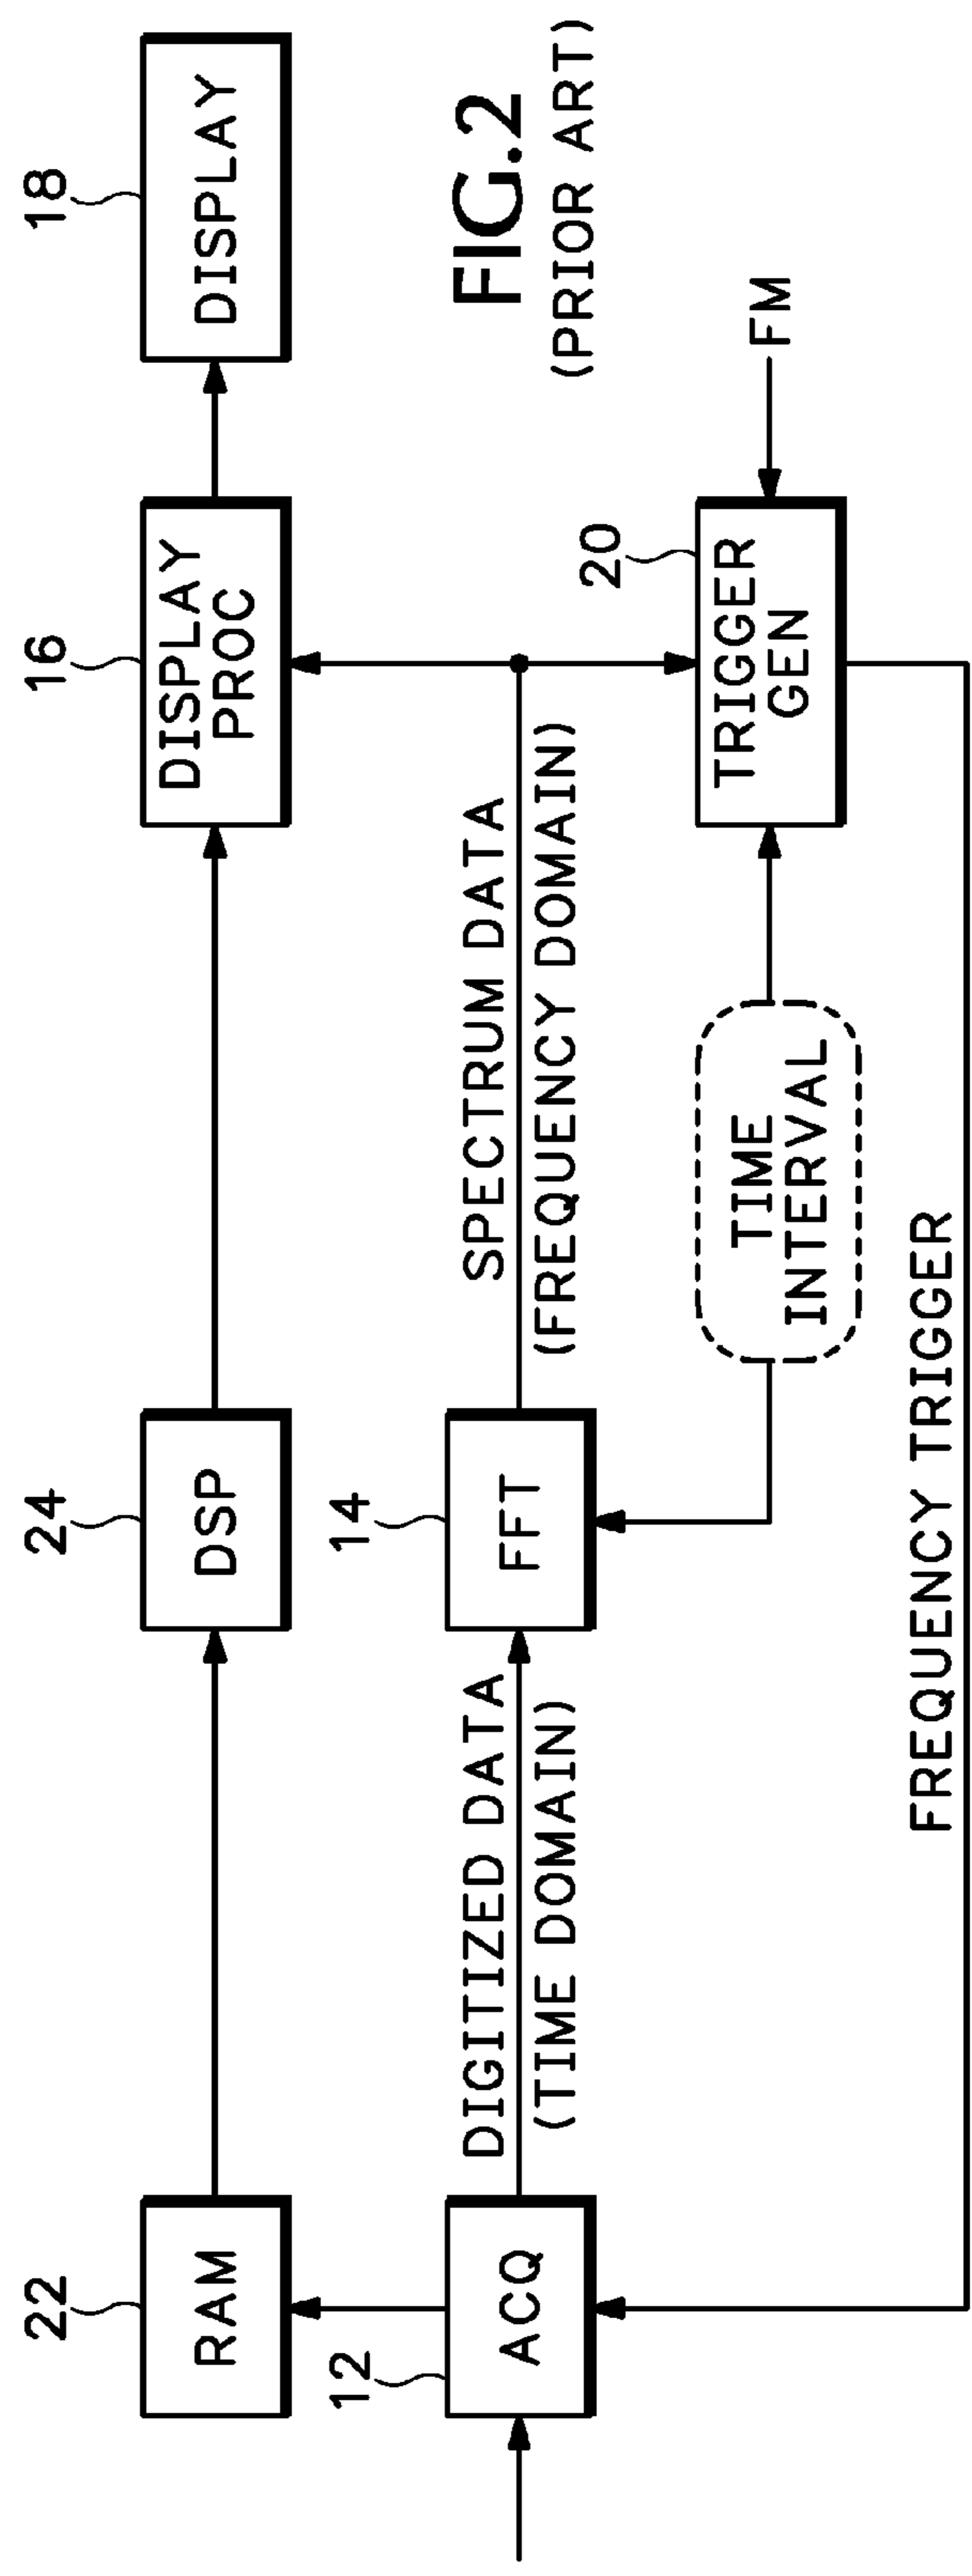 22
24
16
18
RAM
DSP
DISPLAY
PROC
DISPLAY
12
14
DIGITIZED DATA
(TIME DOMAIN)
SPECTRUM DATA
(FREQUENCY DOMAIN)
ACQ
FFT
FIG.2
(PRIOR ART)
20
TIME
INTERVAL
TRIGGER
GEN
FM
FREQUENCY TRIGGER